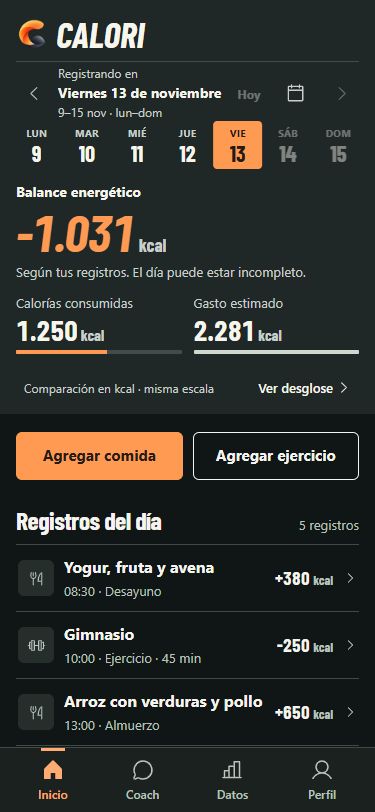 CALORI
Registrando en
Viernes 13 de noviembre
Hoy
9–15 nov · lun–dom
LUN MAR MIÉ JUE VIE SÁB DOM
9 10 11 12 13 14 15
Balance energético
-1.031 kcal
Según tus registros. El día puede estar incompleto.
Calorías consumidas Gasto estimado
1.250 kcal 2.281 kcal
Comparación en kcal · misma escala Ver desglose
Agregar comida Agregar ejercicio
Registros del día 5 registros
Yogur, fruta y avena
+380 kcal
08:30 · Desayuno
Gimnasio
-250 kcal
10:00 · Ejercicio · 45 min
Arroz con verduras y pollo
+650 kcal
13:00 · Almuerzo
Inicio Coach Datos Perfil